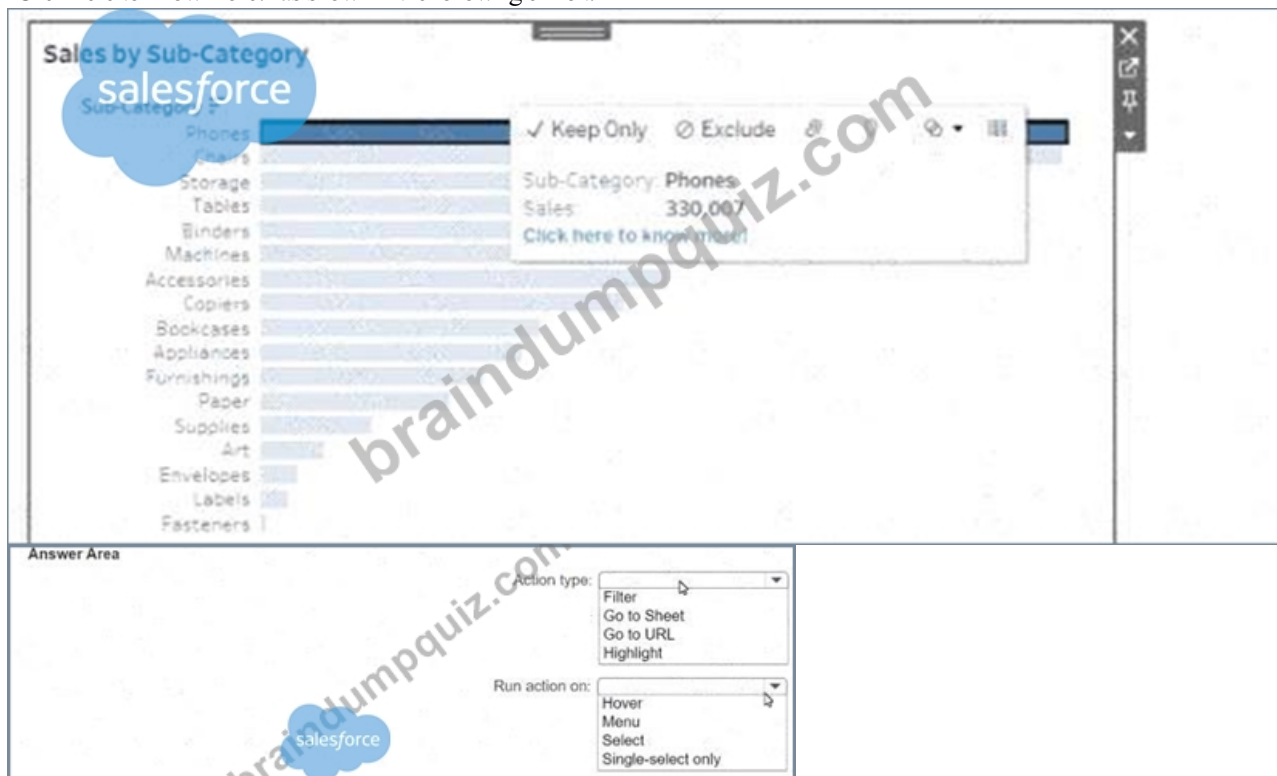 Sales by Sub-Category
salesforce
Sub-Category
Phones
Chairs
Storage
Tables
Binders
Machines
Accessories
Copiers
Bookcases
Appliances
Furnishings
Paper
Supplies
Art
Envelopes
Labels
Fasteners
✓ Keep Only Exclude
Sub-Category: Phones
Sales: 330,007
Click here to know more!
braindumpquiz.com
Answer Area
Action type:
Filter
Go to Sheet
Go to URL
Highlight
Run action on:
Hover
Menu
Select
Single-select only
salesforce
braindumpquiz.com